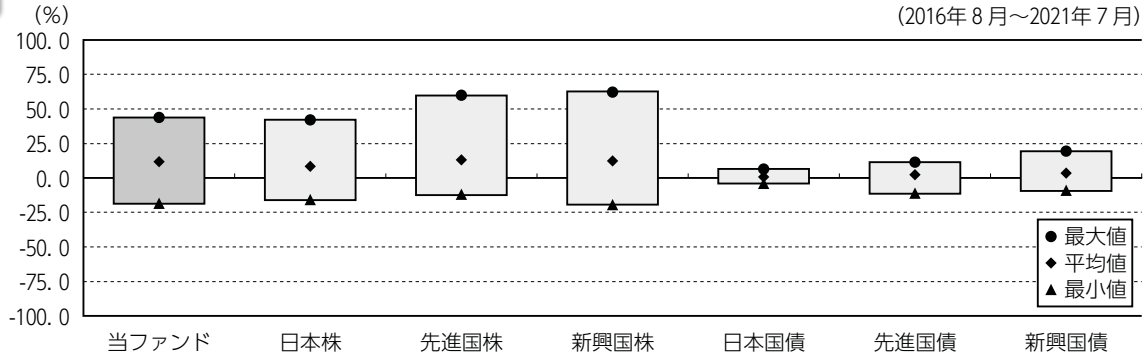 (%)
(2016年8月～2021年7月)
100.0
75.0
50.0
25.0
0.0
-25.0
-50.0
-75.0
-100.0
● 最大値
◆ 平均値
▲ 最小値
当ファンド 日本株 先進国株 新興国株 日本国債 先進国債 新興国債